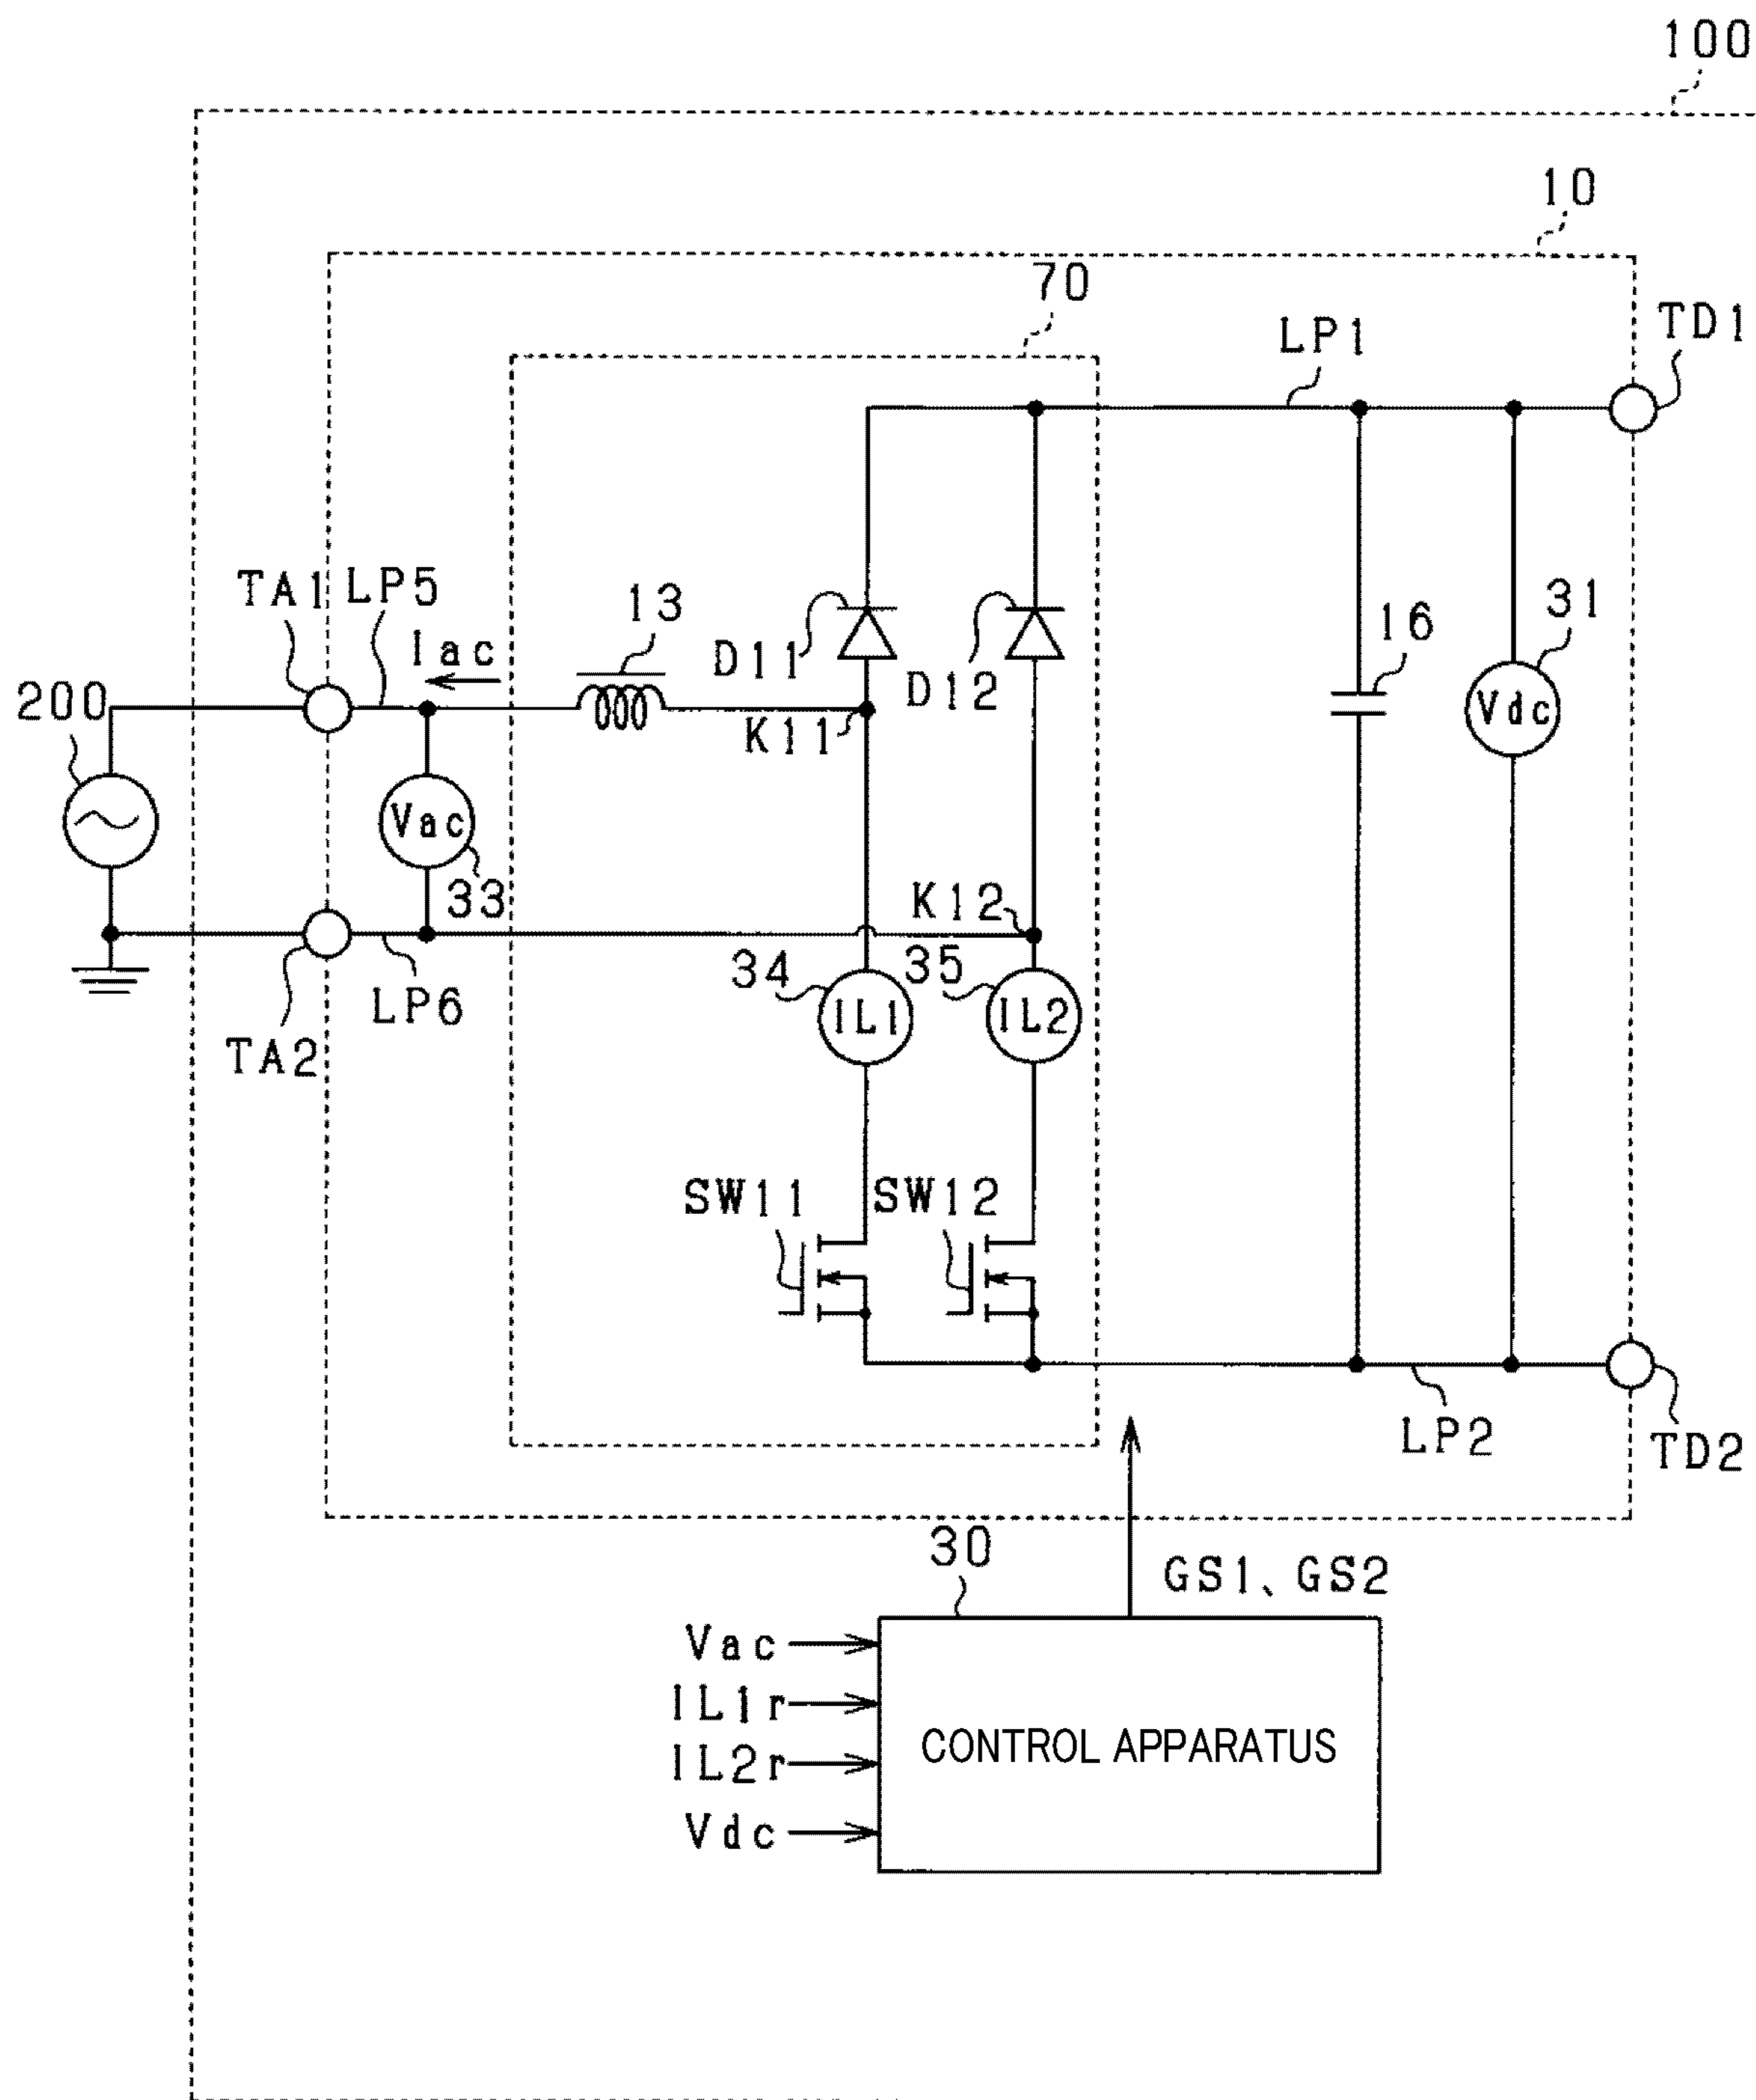 100
10
70
LP1
TD1
TA1
LP5
Iac
13
D11
D12
16
31
Vdc
200
K11
Vac
33
K12
34
35
IL1
IL2
LP6
TA2
SW11
SW12
LP2
TD2
30
GS1、GS2
Vac
IL1r
IL2r
Vdc
CONTROL APPARATUS